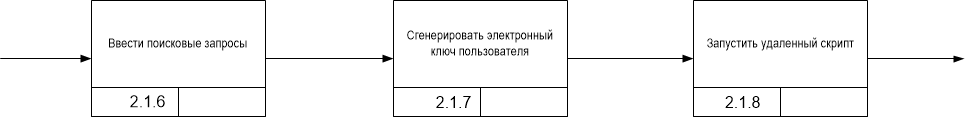 Ввести поисковые запросы
2.1.6
Сгенерировать электронный
ключ пользователя
2.1.7
Запустить удаленный скрипт
2.1.8